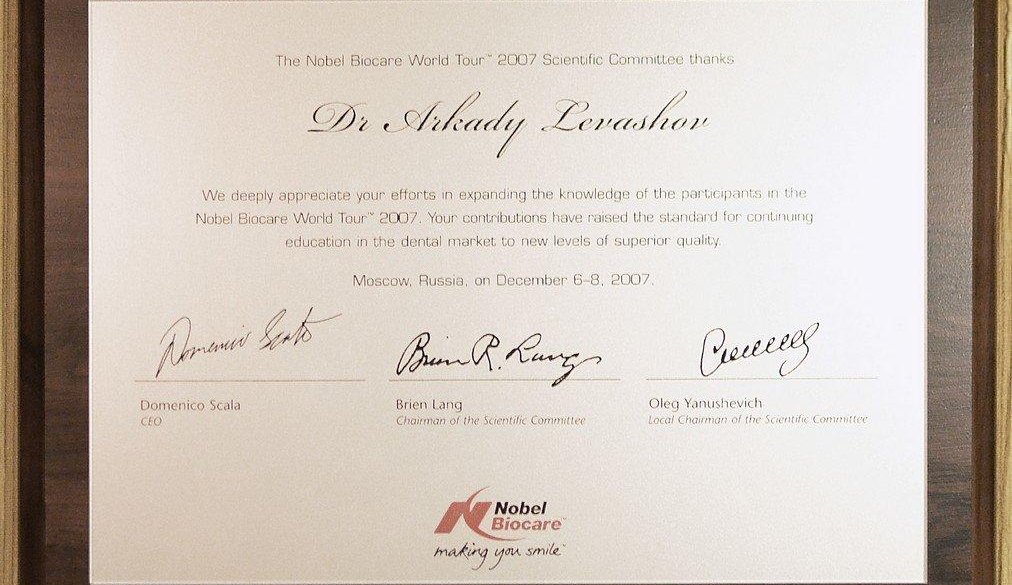 The Nobel Biocare World Tour™ 2007 Scientific Committee thanks
Dr Arkady Levashov
We deeply appreciate your efforts in expanding the knowledge of the participants in the
Nobel Biocare World Tour™ 2007. Your contributions have raised the standard for continuing
education in the dental market to new levels of superior quality.
Moscow, Russia, on December 6-8, 2007.
Domenico Scala
Brien R. Lang
Domenico Scala
CEO
Brien Lang
Chairman of the Scientific Committee
Oleg Yanushevich
Local Chairman of the Scientific Committee
Nobel
Biocare™
making you smile™